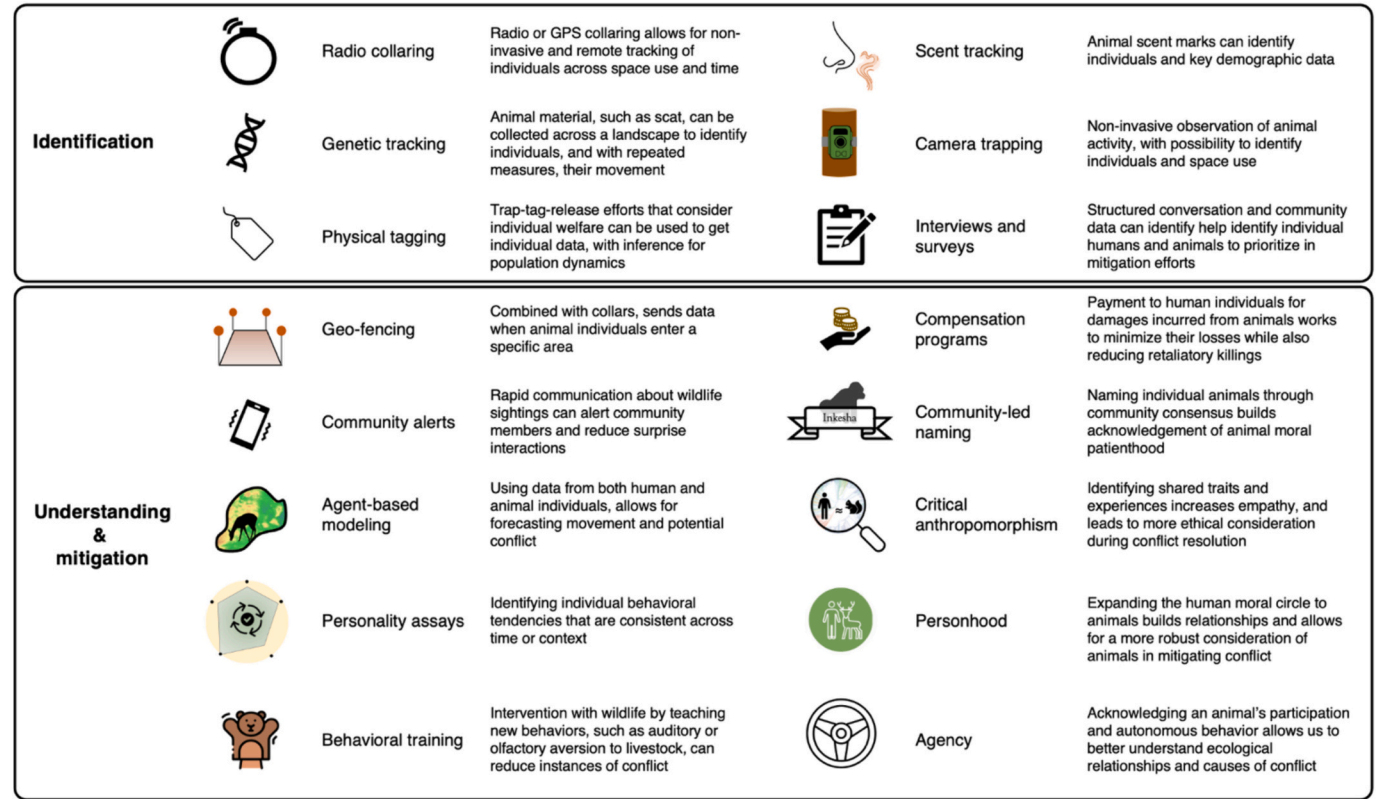 Identification
Radio collaring
Radio or GPS collaring allows for non-
invasive and remote tracking of
individuals across space use and time
Scent tracking
Animal scent marks can identify
individuals and key demographic data
Genetic tracking
Animal material, such as scat, can be
collected across a landscape to identify
individuals, and with repeated
measures, their movement
Camera trapping
Non-invasive observation of animal
activity, with possibility to identify
individuals and space use
Physical tagging
Trap-tag-release efforts that consider
individual welfare can be used to get
individual data, with inference for
population dynamics
Interviews and
surveys
Structured conversation and community
data can identify help identify individual
humans and animals to prioritize in
mitigation efforts
Understanding
&
mitigation
Geo-fencing
Combined with collars, sends data
when animal individuals enter a
specific area
Compensation
programs
Payment to human individuals for
damages incurred from animals works
to minimize their losses while also
reducing retaliatory killings
Community alerts
Rapid communication about wildlife
sightings can alert community
members and reduce surprise
interactions
Inkesha
Community-led
naming
Naming individual animals through
community consensus builds
acknowledgement of animal moral
patienthood
Agent-based
modeling
Using data from both human and
animal individuals, allows for
forecasting movement and potential
conflict
Critical
anthropomorphism
Identifying shared traits and
experiences increases empathy, and
leads to more ethical consideration
during conflict resolution
Personality assays
Identifying individual behavioral
tendencies that are consistent across
time or context
Personhood
Expanding the human moral circle to
animals builds relationships and allows
for a more robust consideration of
animals in mitigating conflict
Behavioral training
Intervention with wildlife by teaching
new behaviors, such as auditory or
olfactory aversion to livestock, can
reduce instances of conflict
Agency
Acknowledging an animal's participation
and autonomous behavior allows us to
better understand ecological
relationships and causes of conflict